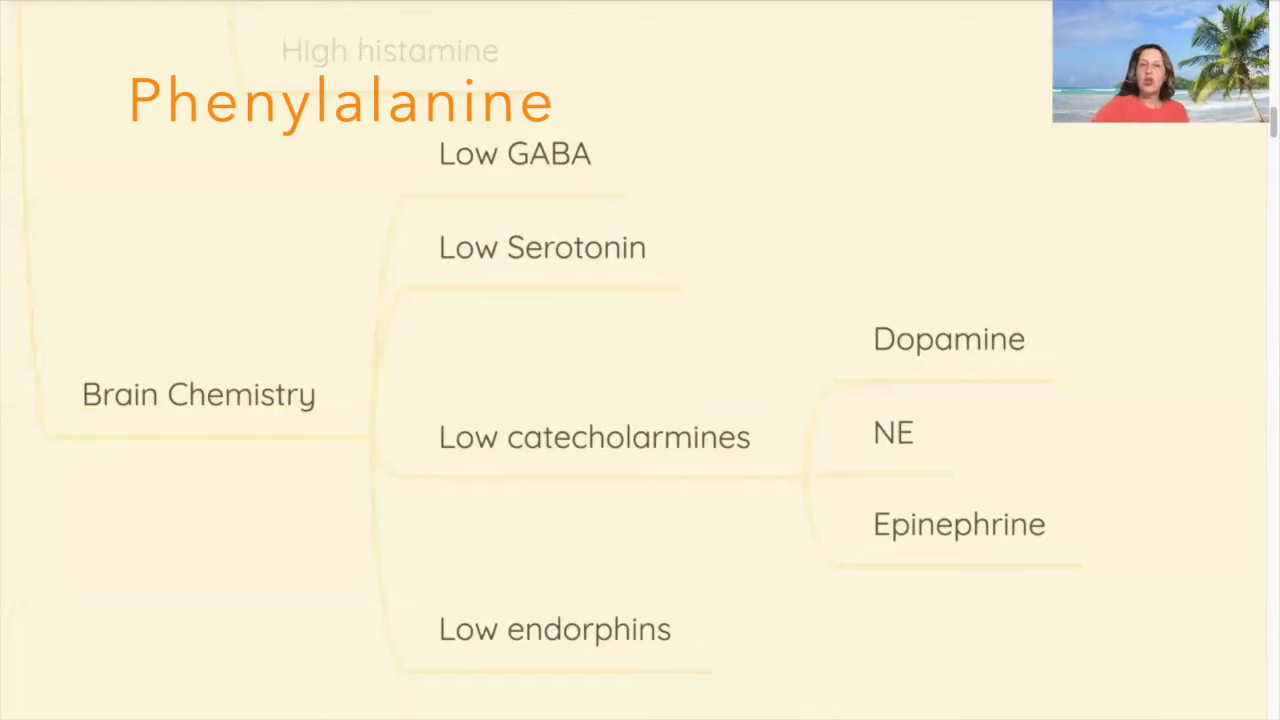 High histamine
Phenylalanine
Low GABA
Low Serotonin
Dopamine
Brain Chemistry
Low catecholarmines
NE
Epinephrine
Low endorphins